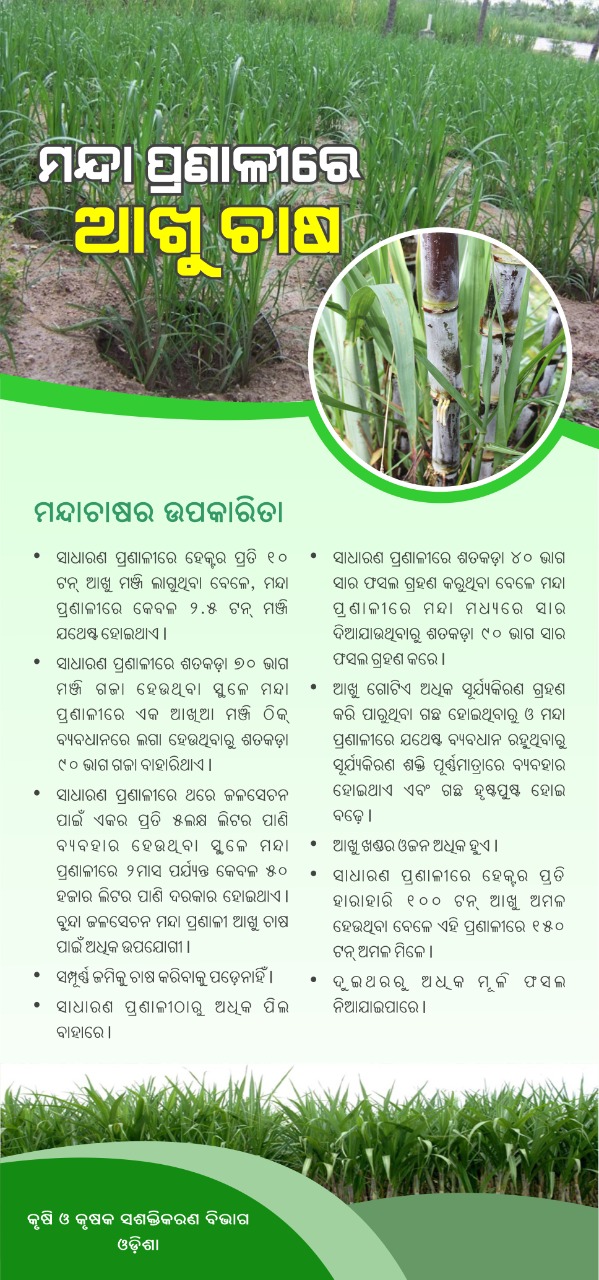 ମନ୍ଦା ପ୍ରଣାଳୀରେ
ଆଖୁ ଚାଷ
ମନ୍ଦାଚାଷର ଉପକାରିତା
• ସାଧାରଣ ପ୍ରଣାଳୀରେ ହେକ୍ଟର ପ୍ରତି ୧୦
ଟନ୍ ଆଖୁ ମଞ୍ଜି ଲାଗୁଥିବା ବେଳେ, ମନ୍ଦା
ପ୍ରଣାଳୀରେ କେବଳ ୨.୫ ଟନ୍ ମଞ୍ଜି
ଯଥେଷ୍ଟ ହୋଇଥାଏ ।
• ସାଧାରଣ ପ୍ରଣାଳୀରେ ଶତକଡ଼ା ୭୦ ଭାଗ
ମଞ୍ଜି ଗଜା ହେଉଥିବା ସ୍ଥଳେ ମନ୍ଦା
ପ୍ରଣାଳୀରେ ଏକ ଆଖିଆ ମଞ୍ଜି ଠିକ୍
ବ୍ୟବଧାନରେ ଲଗା ହେଉଥିବାରୁ ଶତକଡ଼ା
୯୦ ଭାଗ ଗଜା ବାହାରିଥାଏ ।
• ସାଧାରଣ ପ୍ରଣାଳୀରେ ଥରେ ଜଳସେଚନ
ପାଇଁ ଏକର ପ୍ରତି ୫ଲକ୍ଷ ଲିଟର ପାଣି
ବ୍ୟବହାର ହେଉଥିବା ସ୍ଥଳେ ମନ୍ଦା
ପ୍ରଣାଳୀରେ ୨ମାସ ପର୍ଯ୍ୟନ୍ତ କେବଳ ୫୦
ହଜାର ଲିଟର ପାଣି ଦରକାର ହୋଇଥାଏ ।
ବୁନ୍ଦା ଜଳସେଚନ ମନ୍ଦା ପ୍ରଣାଳୀ ଆଖୁ ଚାଷ
ପାଇଁ ଅଧିକ ଉପଯୋଗୀ ।
• ସମ୍ପୂର୍ଣ୍ଣ ଜମିକୁ ଚାଷ କରିବାକୁ ପଡ଼େନାହିଁ ।
• ସାଧାରଣ ପ୍ରଣାଳୀଠାରୁ ଅଧିକ ପିଲ
ବାହାରେ ।
• ସାଧାରଣ ପ୍ରଣାଳୀରେ ଶତକଡ଼ା ୪୦ ଭାଗ
ସାର ଫସଲ ଗ୍ରହଣ କରୁଥିବା ବେଳେ ମନ୍ଦା
ପ୍ରଣାଳୀରେ ମନ୍ଦା ମଧ୍ୟରେ ସାର
ଦିଆଯାଉଥିବାରୁ ଶତକଡ଼ା ୯୦ ଭାଗ ସାର
ଫସଲ ଗ୍ରହଣ କରେ ।
• ଆଖୁ ଗୋଟିଏ ଅଧିକ ସୂର୍ଯ୍ୟକିରଣ ଗ୍ରହଣ
କରି ପାରୁଥିବା ଗଛ ହୋଇଥିବାରୁ ଓ ମନ୍ଦା
ପ୍ରଣାଳୀରେ ଯଥେଷ୍ଟ ବ୍ୟବଧାନ ରହୁଥିବାରୁ
ସୂର୍ଯ୍ୟକିରଣ ଶକ୍ତି ପୂର୍ଣ୍ଣମାତ୍ରାରେ ବ୍ୟବହାର
ହୋଇଥାଏ ଏବଂ ଗଛ ହୃଷ୍ଟପୁଷ୍ଟ ହୋଇ
ବଢ଼େ ।
• ଆଖୁ ଖଣ୍ଡର ଓଜନ ଅଧିକ ହୁଏ ।
• ସାଧାରଣ ପ୍ରଣାଳୀରେ ହେକ୍ଟର ପ୍ରତି
ହାରାହାରି ୧୦୦ ଟନ୍ ଆଖୁ ଅମଳ
ହେଉଥିବା ବେଳେ ଏହି ପ୍ରଣାଳୀରେ ୧୫୦
ଟନ୍ ଅମଳ ମିଳେ ।
• ଦୁଇଥରରୁ ଅଧିକ ମୂଳି ଫସଲ
ନିଆଯାଇପାରେ ।
କୃଷି ଓ କୃଷକ ସଶକ୍ତିକରଣ ବିଭାଗ
ଓଡ଼ିଶା